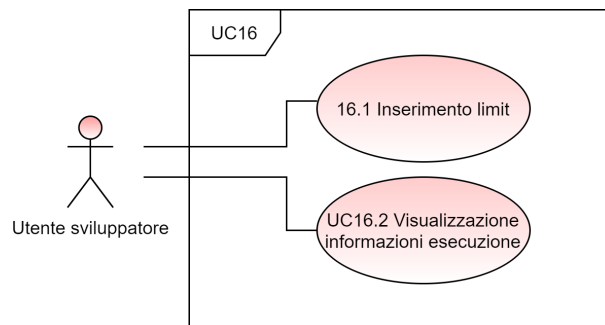 UC16
16.1 Inserimento limit
UC16.2 Visualizzazione
informazioni esecuzione
Utente sviluppatore